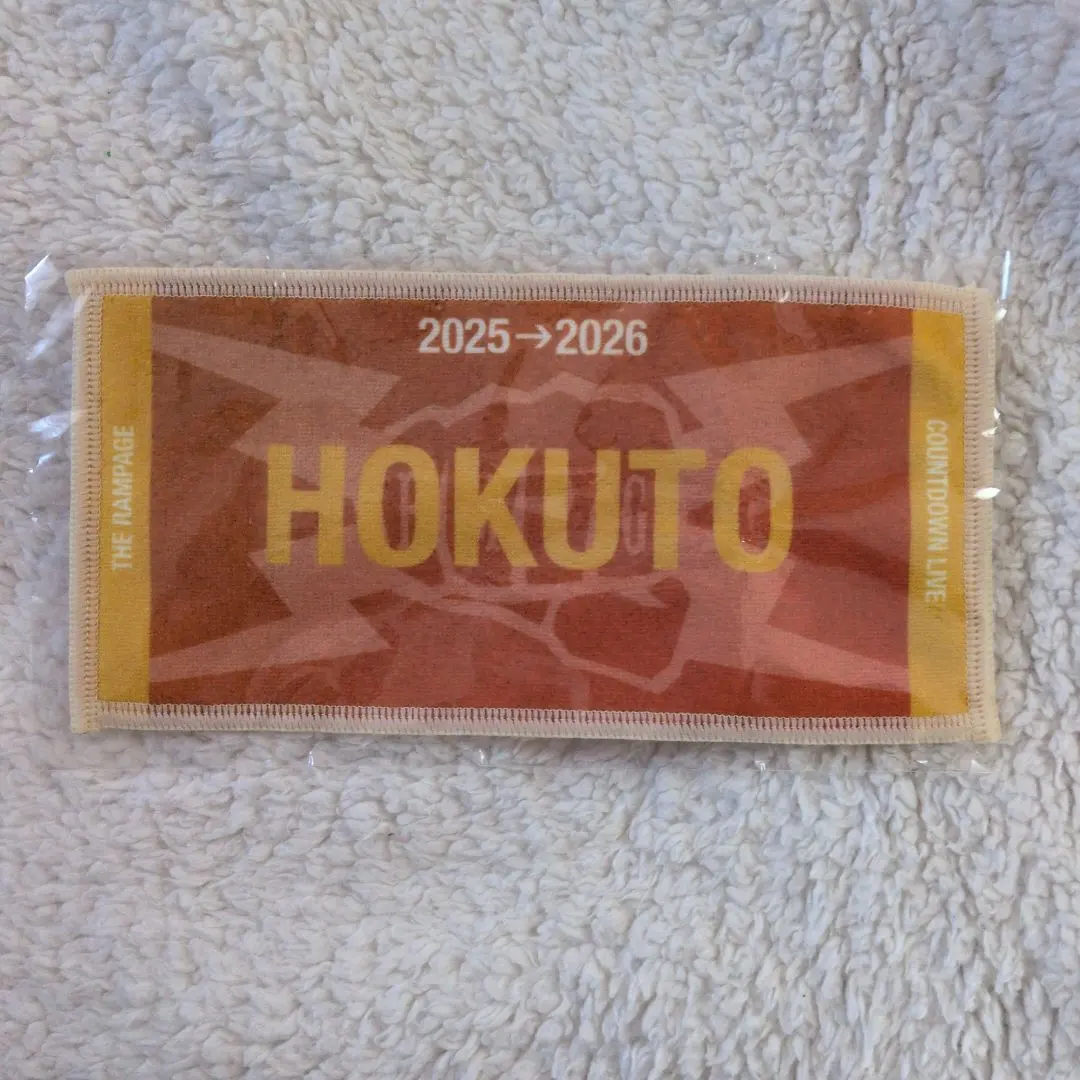 2025→2026
THE RAMPAGE
HOKUTO
COUNTDOWN LIVE